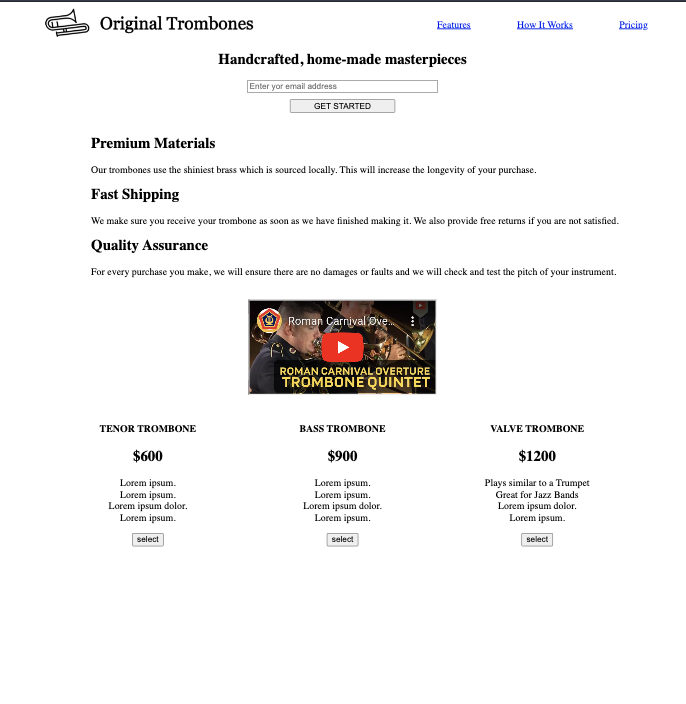 Original Trombones
Features How It Works Pricing
Handcrafted, home-made masterpieces
Enter yor email address
GET STARTED
Premium Materials
Our trombones use the shiniest brass which is sourced locally. This will increase the longevity of your purchase.
Fast Shipping
We make sure you receive your trombone as soon as we have finished making it. We also provide free returns if you are not satisfied.
Quality Assurance
For every purchase you make, we will ensure there are no damages or faults and we will check and test the pitch of your instrument.
Roman Carnival Ove...
ROMAN CARNIVAL OVERTURE
TROMBONE QUINTET
TENOR TROMBONE
$600
Lorem ipsum.
Lorem ipsum.
Lorem ipsum dolor.
Lorem ipsum.
select
BASS TROMBONE
$900
Lorem ipsum.
Lorem ipsum.
Lorem ipsum dolor.
Lorem ipsum.
select
VALVE TROMBONE
$1200
Plays similar to a Trumpet
Great for Jazz Bands
Lorem ipsum dolor.
Lorem ipsum.
select